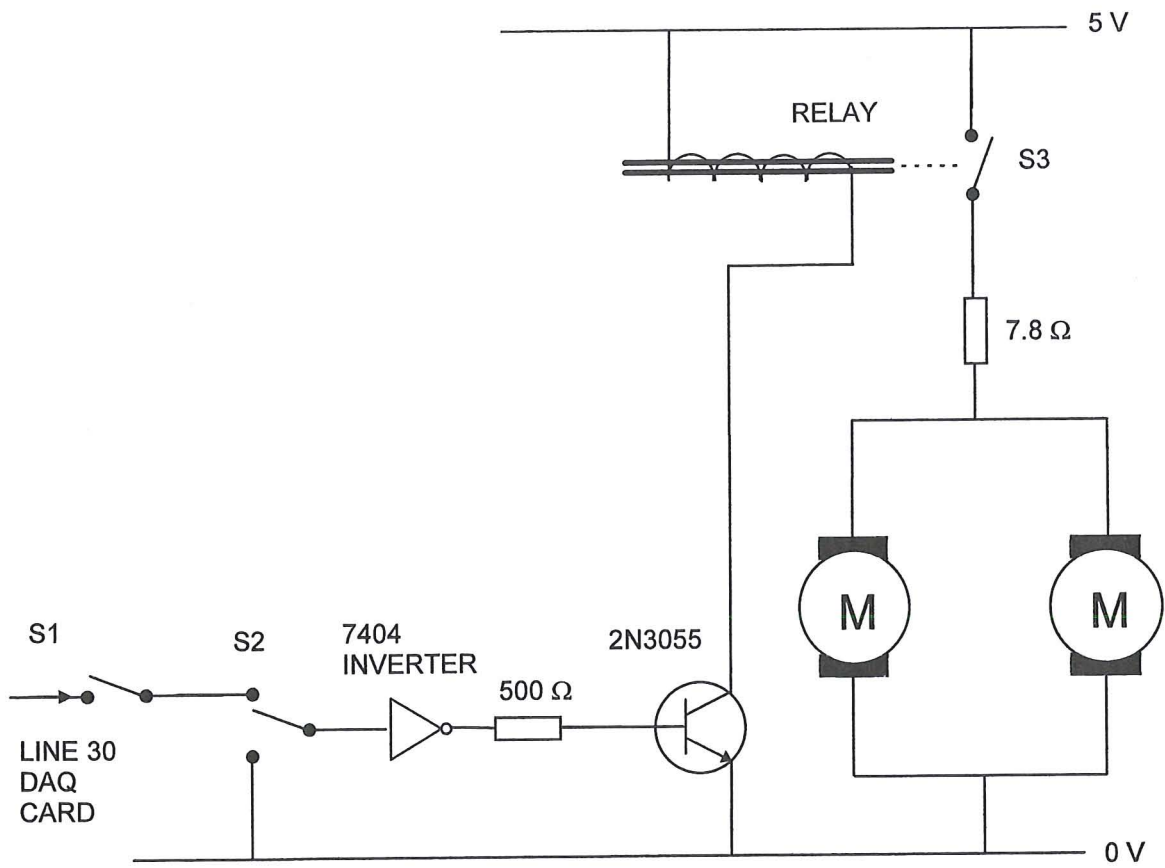 5 V
RELAY
S3
7.8 Ω
M
M
S1
S2
7404
INVERTER
500 Ω
2N3055
LINE 30
DAQ
CARD
0 V